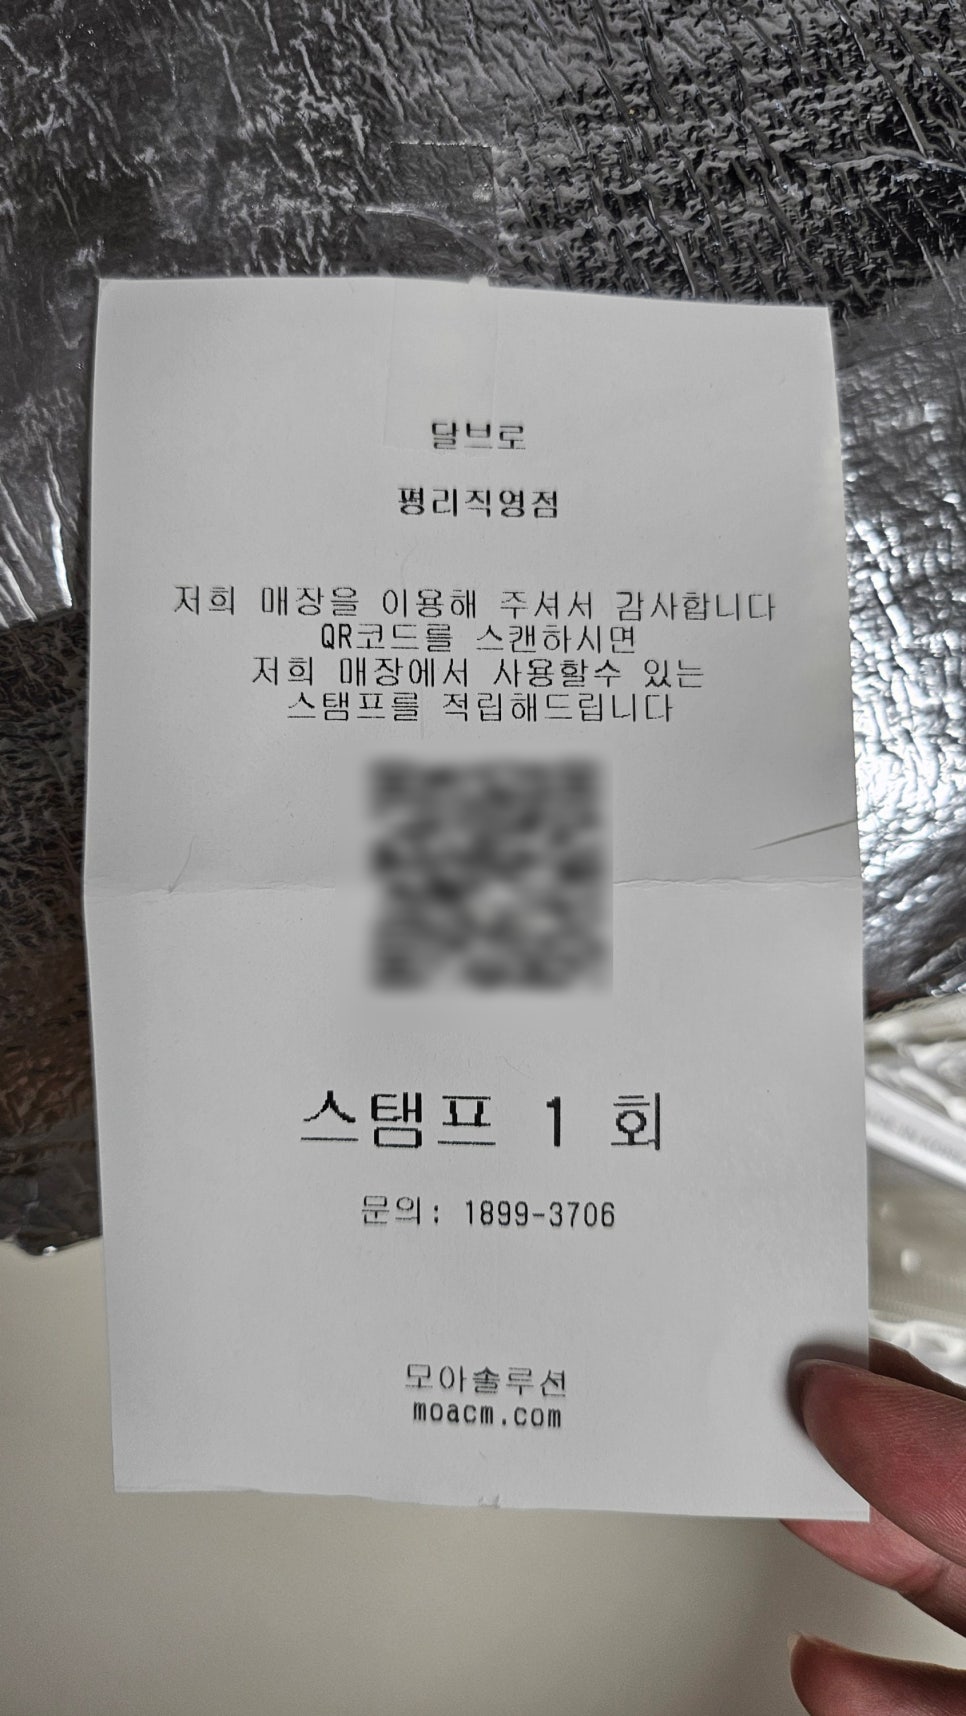 달브로
평리직영점
저희 매장을 이용해 주셔서 감사합니다
QR코드를 스캔하시면
저희 매장에서 사용할수 있는
스탬프를 적립해드립니다
스탬프 1 회
문의: 1899-3706
모아솔루션
moacm.com